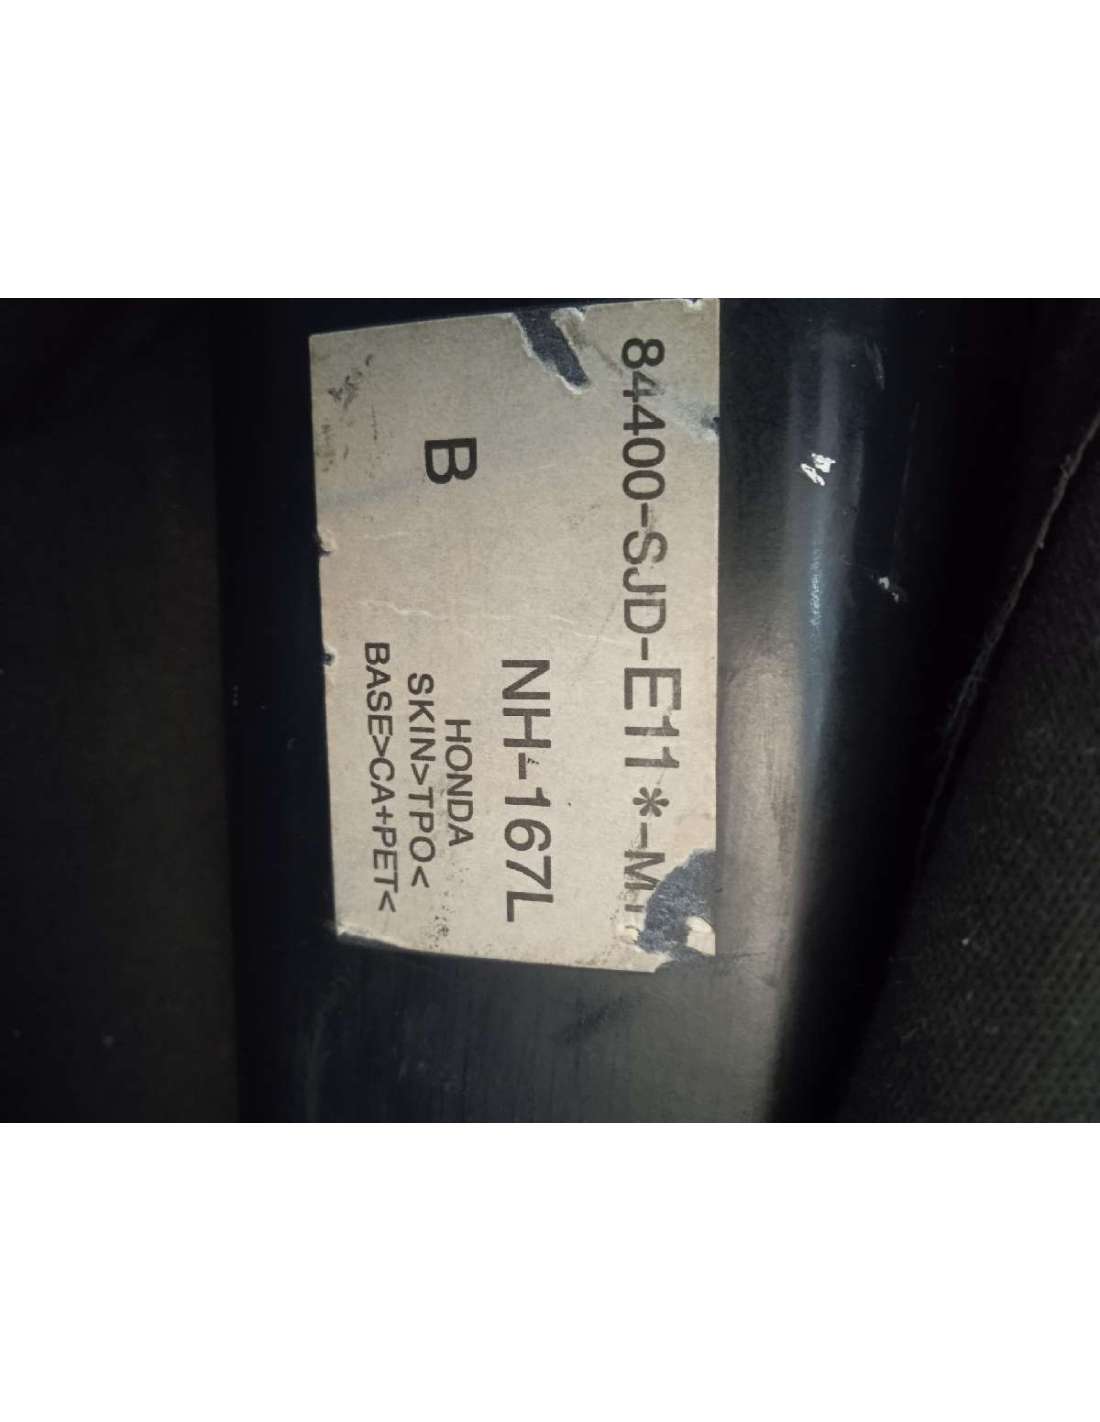 84400-SJD-E11*-M
NH-167L
B
HONDA
SKIN>TPO<
BASE>CA+PET<